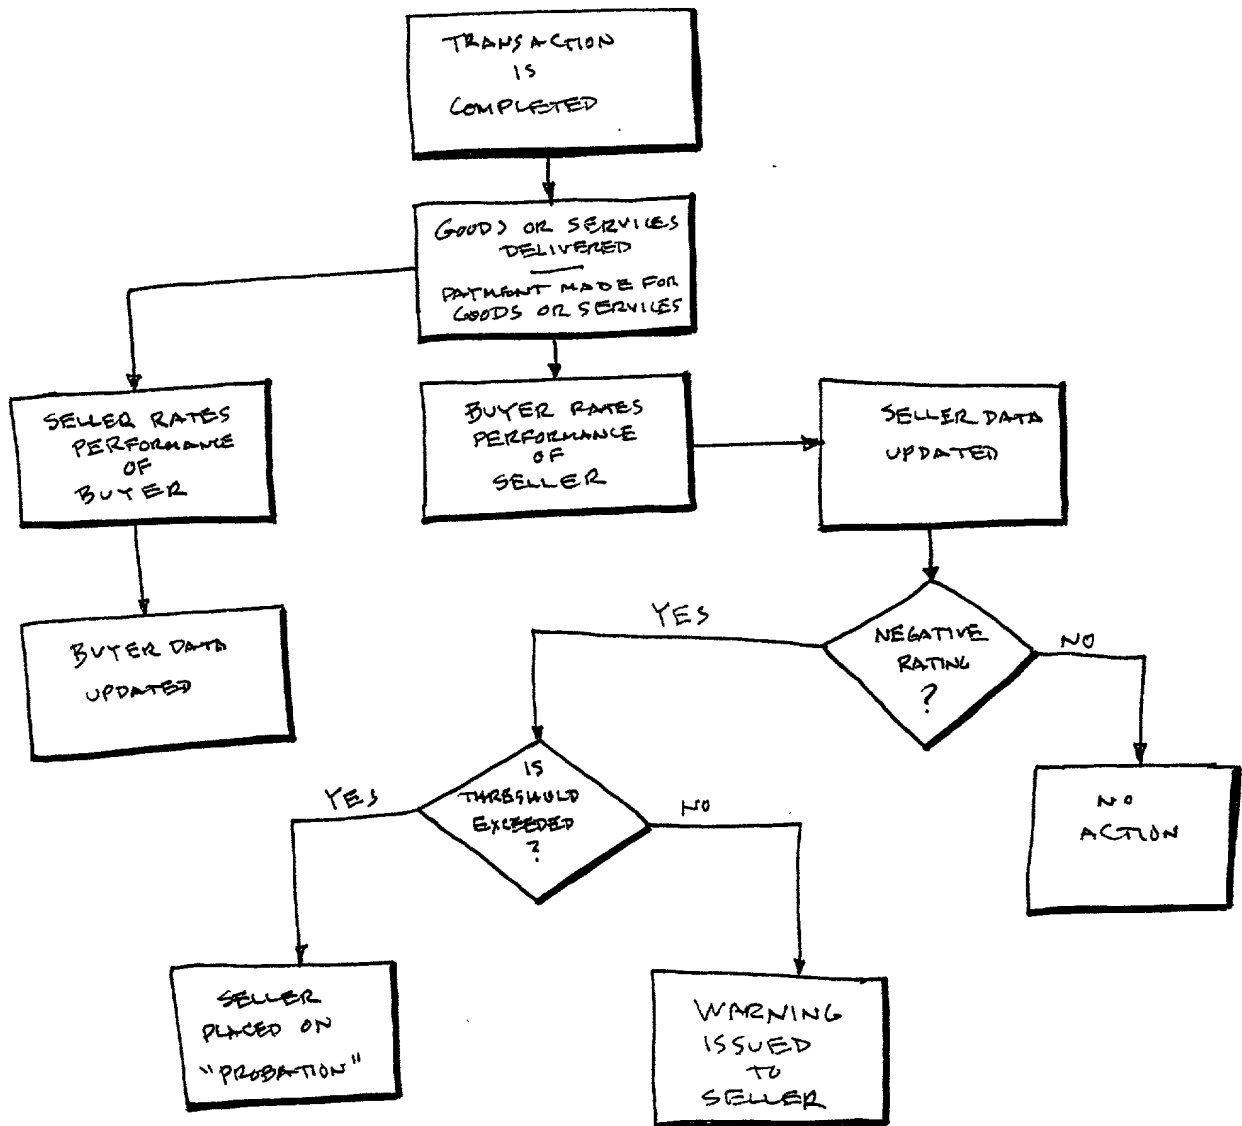 TRANSACTION
IS
COMPLETED
GOODS OR SERVICES
DELIVERED
PAYMENT MADE FOR
GOODS OR SERVICES
SELLER RATES
PERFORMANCE
OF
BUYER
BUYER RATES
PERFORMANCE
OF
SELLER
SELLER DATA
UPDATED
BUYER DATA
UPDATED
YES
NEGATIVE
RATING
?
NO
YES
IS
THRESHOLD
EXCEEDED
?
NO
NO
ACTION
SELLER
PLACED ON
"PROBATION"
WARNING
ISSUED
TO
SELLER